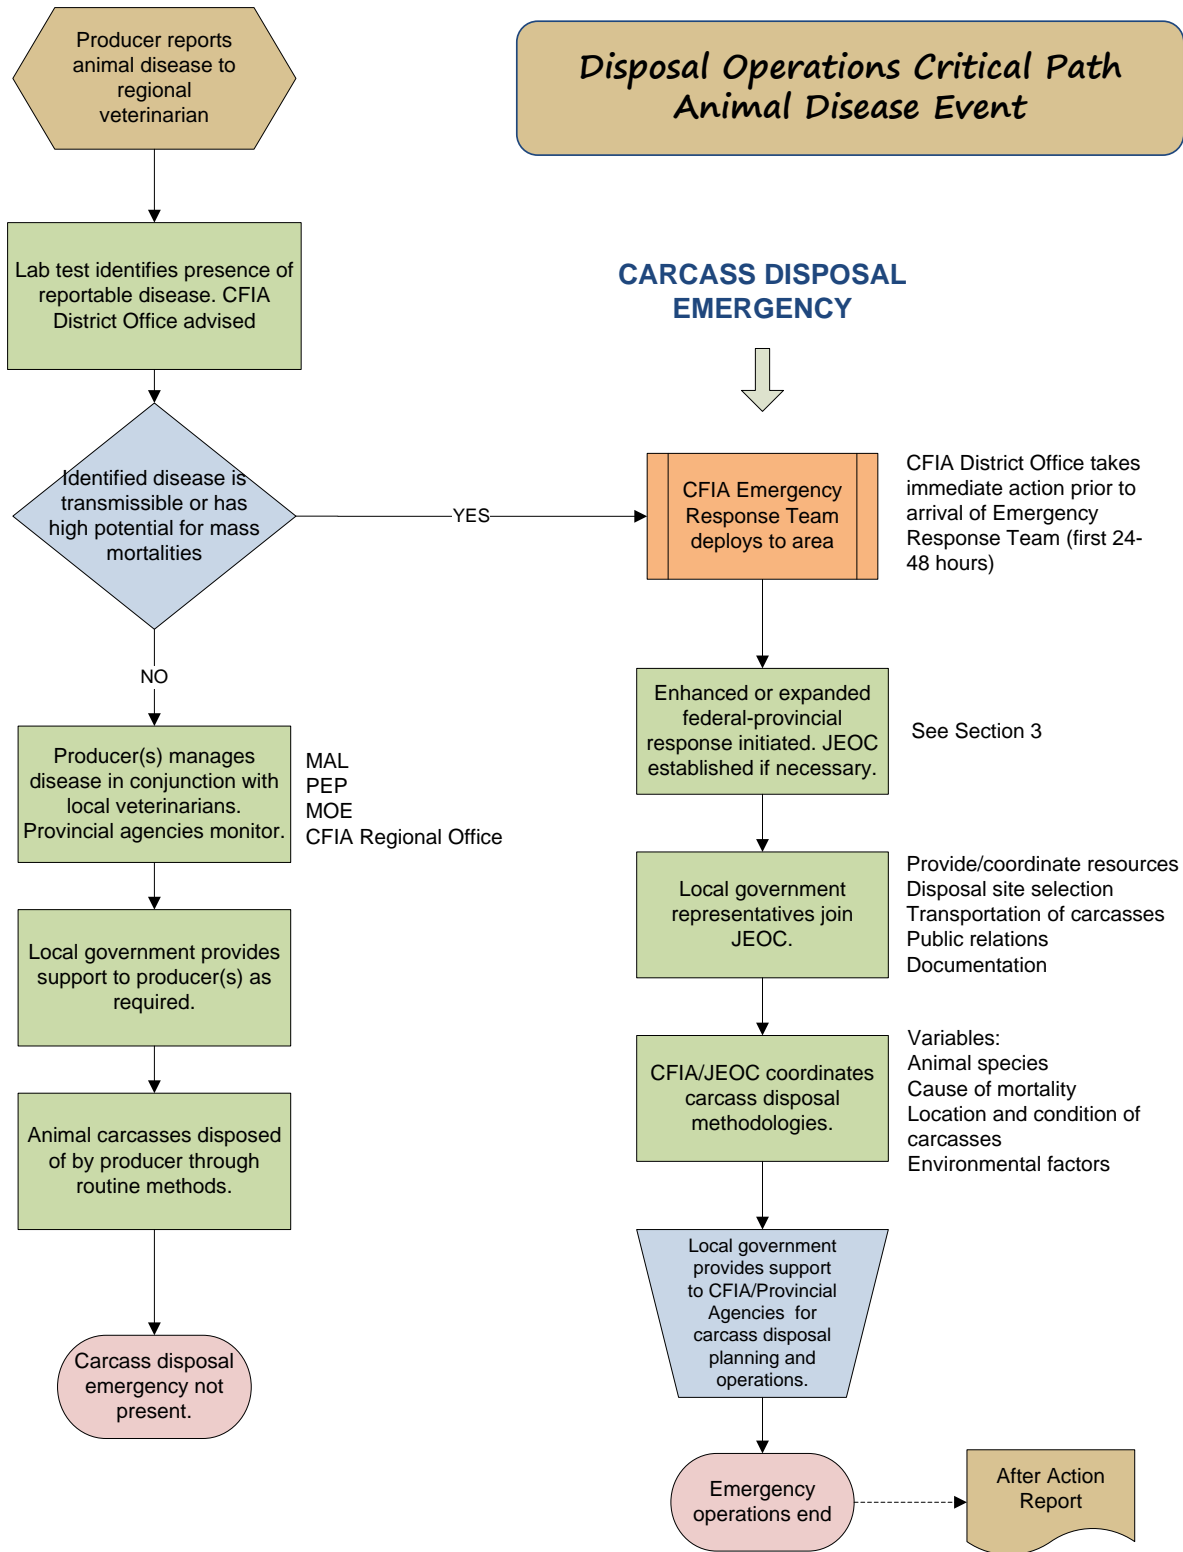 Producer reports
animal disease to
regional
veterinarian
Disposal Operations Critical Path
Animal Disease Event
Lab test identifies presence of
reportable disease. CFIA
District Office advised
CARCASS DISPOSAL
EMERGENCY
Identified disease is
transmissible or has
high potential for mass
mortalities
YES
CFIA Emergency
Response Team
deploys to area
CFIA District Office takes
immediate action prior to
arrival of Emergency
Response Team (first 24-
48 hours)
NO
Enhanced or expanded
federal-provincial
response initiated. JEOC
established if necessary.
See Section 3
Producer(s) manages
disease in conjunction with
local veterinarians.
Provincial agencies monitor.
MAL
PEP
MOE
CFIA Regional Office
Local government
representatives join
JEOC.
Provide/coordinate resources
Disposal site selection
Transportation of carcasses
Public relations
Documentation
Local government provides
support to producer(s) as
required.
CFIA/JEOC coordinates
carcass disposal
methodologies.
Variables:
Animal species
Cause of mortality
Location and condition of
carcasses
Environmental factors
Animal carcasses disposed
of by producer through
routine methods.
Local government
provides support
to CFIA/Provincial
Agencies for
carcass disposal
planning and
operations.
Carcass disposal
emergency not
present.
Emergency
operations end
After Action
Report